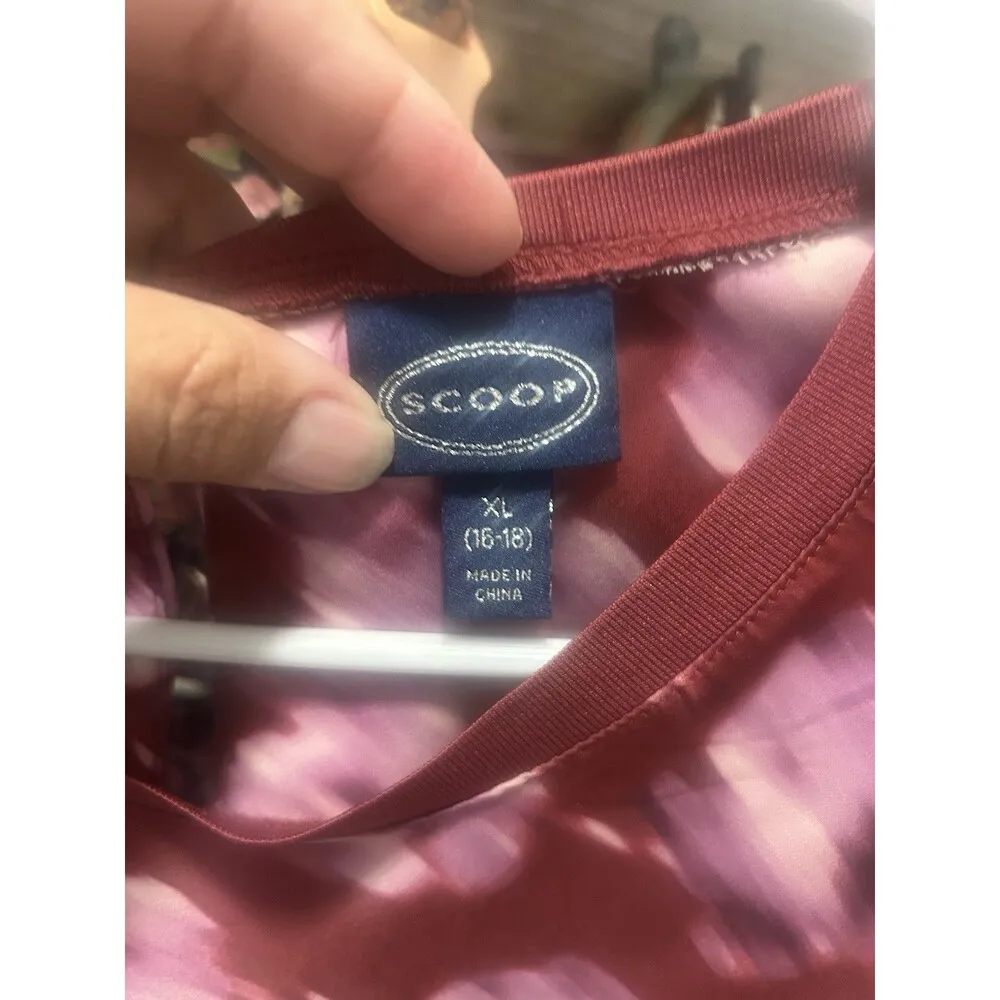 SCOOP
XL
(16-18)
MADE IN
CHINA